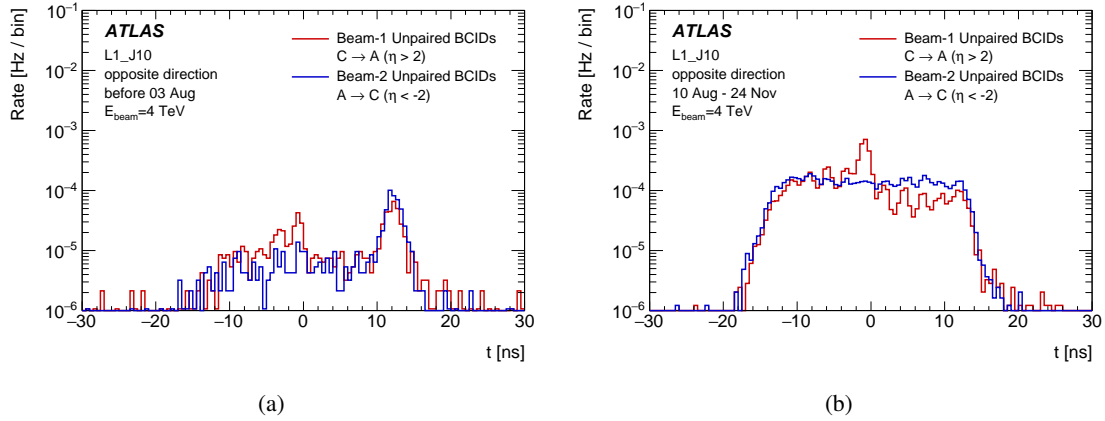 ATLAS
L1_J10
opposite direction
before 03 Aug
E_beam=4 TeV
Beam-1 Unpaired BCIDs
C → A (η > 2)
Beam-2 Unpaired BCIDs
A → C (η < -2)
Rate [Hz / bin]
1
10⁻¹
10⁻²
10⁻³
10⁻⁴
10⁻⁵
10⁻⁶
−30 −20 −10 0 10 20 30
t [ns]
(a)
ATLAS
L1_J10
opposite direction
10 Aug - 24 Nov
E_beam=4 TeV
Beam-1 Unpaired BCIDs
C → A (η > 2)
Beam-2 Unpaired BCIDs
A → C (η < -2)
Rate [Hz / bin]
1
10⁻¹
10⁻²
10⁻³
10⁻⁴
10⁻⁵
10⁻⁶
−30 −20 −10 0 10 20 30
t [ns]
(b)